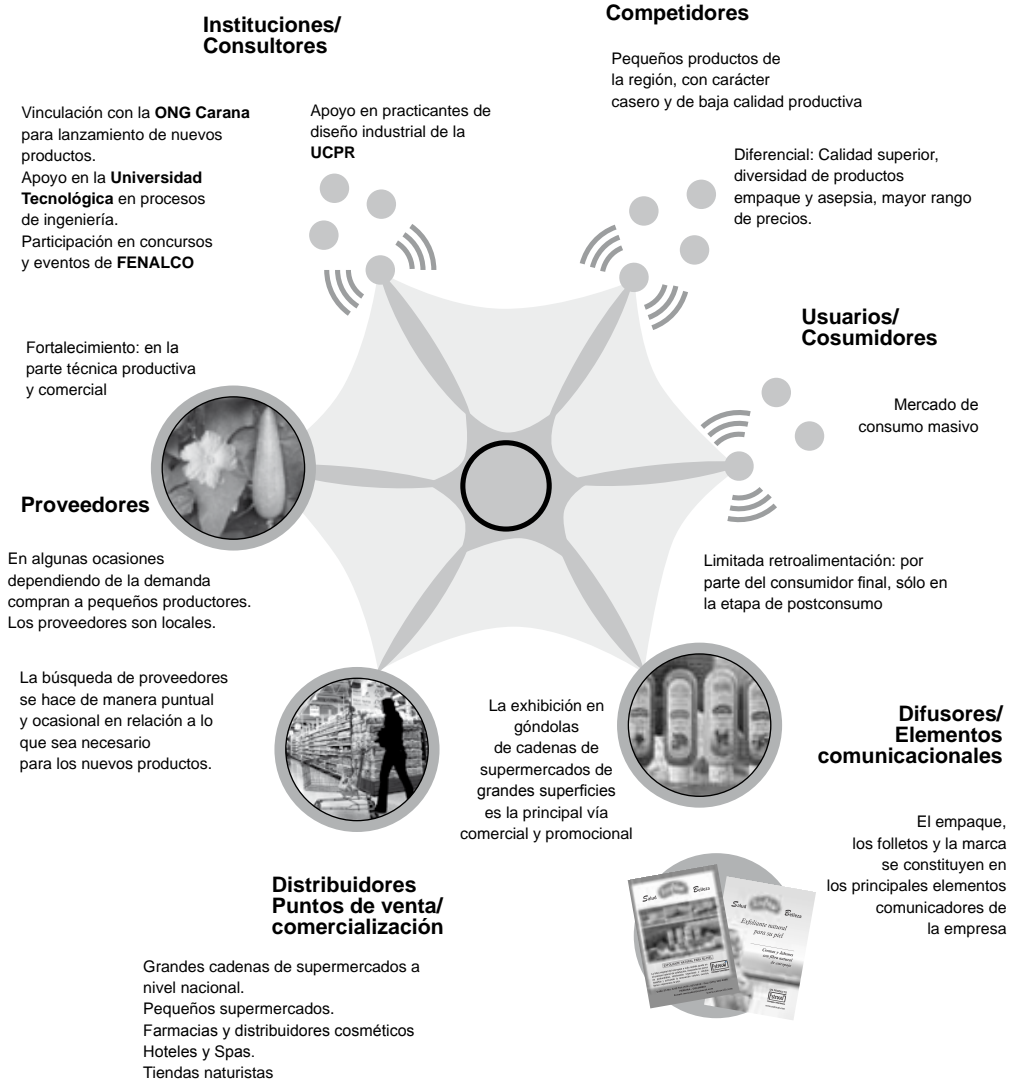 Instituciones/
Consultores
Vinculación con la ONG Carana
para lanzamiento de nuevos
productos.
Apoyo en la Universidad
Tecnológica en procesos
de ingeniería.
Participación en concursos
y eventos de FENALCO
Apoyo en practicantes de
diseño industrial de la
UCPR
Competidores
Pequeños productos de
la región, con carácter
casero y de baja calidad productiva
Diferencial: Calidad superior,
diversidad de productos
empaque y asepsia, mayor rango
de precios.
Usuarios/
Cosumidores
Mercado de
consumo masivo
Limitada retroalimentación: por
parte del consumidor final, sólo en
la etapa de postconsumo
Fortalecimiento: en la
parte técnica productiva
y comercial
Proveedores
En algunas ocasiones
dependiendo de la demanda
compran a pequeños productores.
Los proveedores son locales.
La búsqueda de proveedores
se hace de manera puntual
y ocasional en relación a lo
que sea necesario
para los nuevos productos.
La exhibición en
góndolas
de cadenas de
supermercados de
grandes superficies
es la principal vía
comercial y promocional
Difusores/
Elementos
comunicacionales
El empaque,
los folletos y la marca
se constituyen en
los principales elementos
comunicadores de
la empresa
Distribuidores
Puntos de venta/
comercialización
Grandes cadenas de supermercados a
nivel nacional.
Pequeños supermercados.
Farmacias y distribuidores cosméticos
Hoteles y Spas.
Tiendas naturistas
Salud
Belleza
Salud
Belleza
Exfoliante natural
para su piel